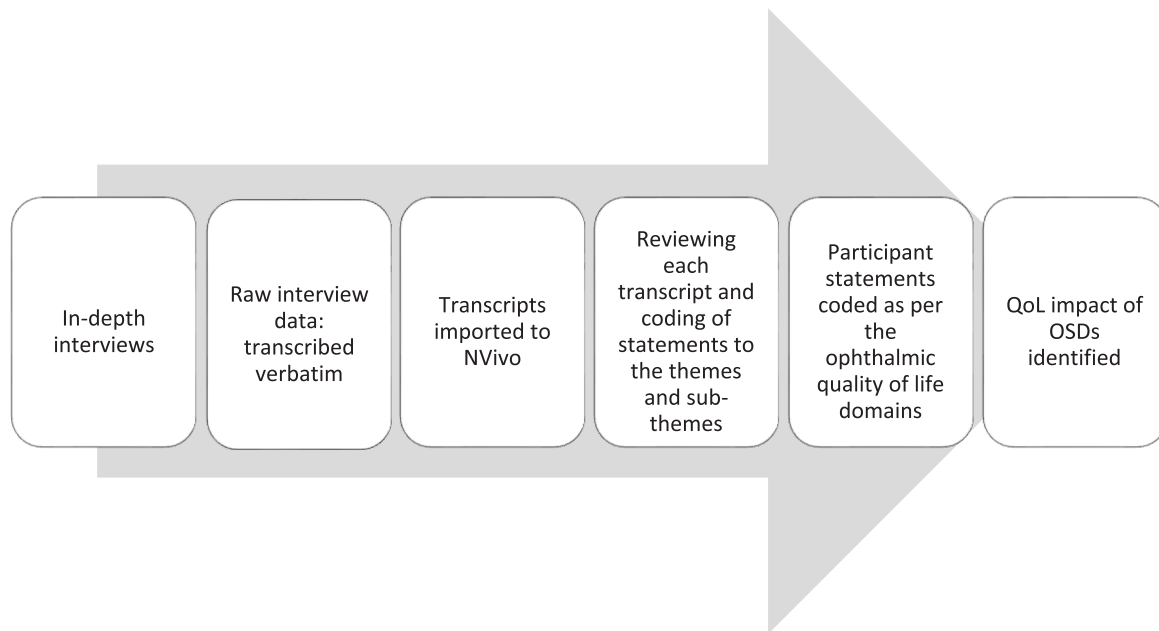 In-depth
interviews
Raw interview
data:
transcribed
verbatim
Transcripts
imported to
NVivo
Reviewing
each
transcript and
coding of
statements to
the themes
and sub-
themes
Participant
statements
coded as per
the
ophthalmic
quality of life
domains
QoL impact of
OSDs
identified